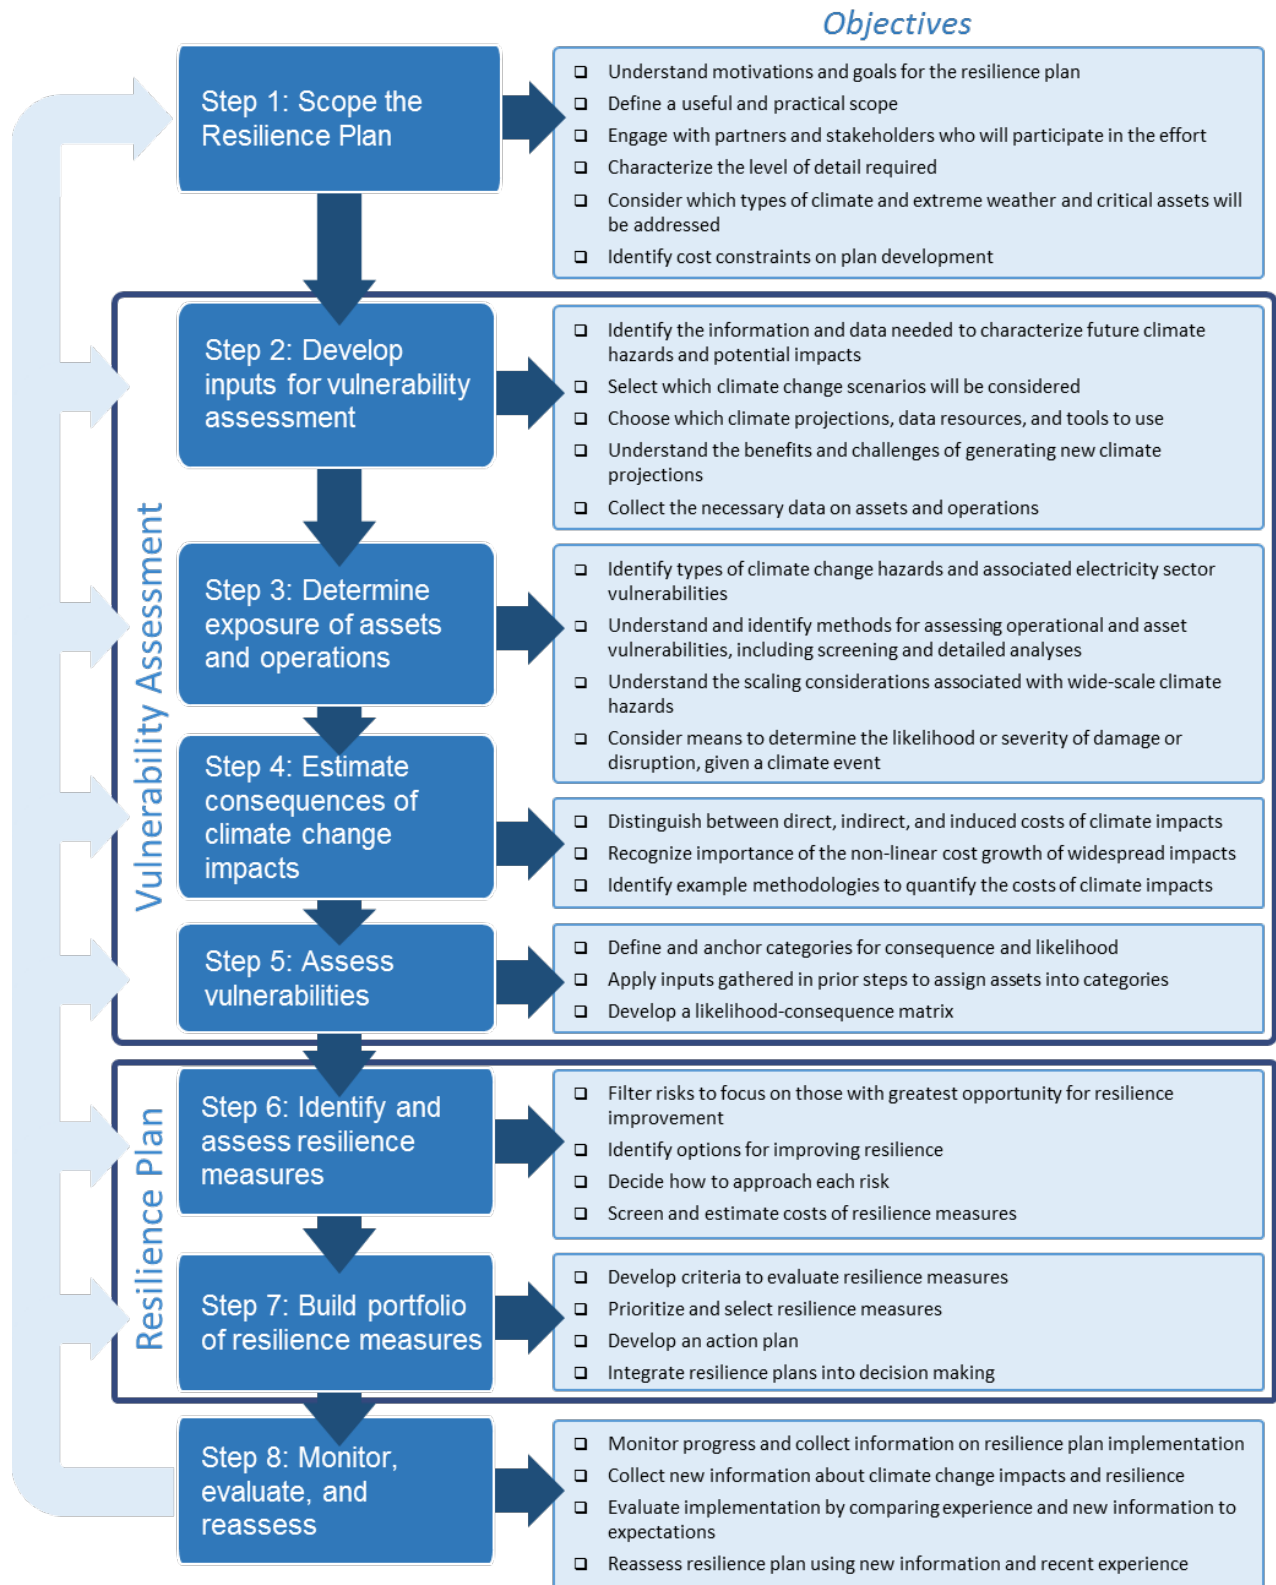 Objectives
Step 1: Scope the
Resilience Plan
Understand motivations and goals for the resilience plan
Define a useful and practical scope
Engage with partners and stakeholders who will participate in the effort
Characterize the level of detail required
Consider which types of climate and extreme weather and critical assets will
be addressed
Identify cost constraints on plan development
Vulnerability Assessment
Step 2: Develop
inputs for vulnerability
assessment
Identify the information and data needed to characterize future climate
hazards and potential impacts
Select which climate change scenarios will be considered
Choose which climate projections, data resources, and tools to use
Understand the benefits and challenges of generating new climate
projections
Collect the necessary data on assets and operations
Step 3: Determine
exposure of assets
and operations
Identify types of climate change hazards and associated electricity sector
vulnerabilities
Understand and identify methods for assessing operational and asset
vulnerabilities, including screening and detailed analyses
Understand the scaling considerations associated with wide-scale climate
hazards
Consider means to determine the likelihood or severity of damage or
disruption, given a climate event
Step 4: Estimate
consequences of
climate change
impacts
Distinguish between direct, indirect, and induced costs of climate impacts
Recognize importance of the non-linear cost growth of widespread impacts
Identify example methodologies to quantify the costs of climate impacts
Step 5: Assess
vulnerabilities
Define and anchor categories for consequence and likelihood
Apply inputs gathered in prior steps to assign assets into categories
Develop a likelihood-consequence matrix
Resilience Plan
Step 6: Identify and
assess resilience
measures
Filter risks to focus on those with greatest opportunity for resilience
improvement
Identify options for improving resilience
Decide how to approach each risk
Screen and estimate costs of resilience measures
Step 7: Build portfolio
of resilience measures
Develop criteria to evaluate resilience measures
Prioritize and select resilience measures
Develop an action plan
Integrate resilience plans into decision making
Step 8: Monitor,
evaluate, and
reassess
Monitor progress and collect information on resilience plan implementation
Collect new information about climate change impacts and resilience
Evaluate implementation by comparing experience and new information to
expectations
Reassess resilience plan using new information and recent experience